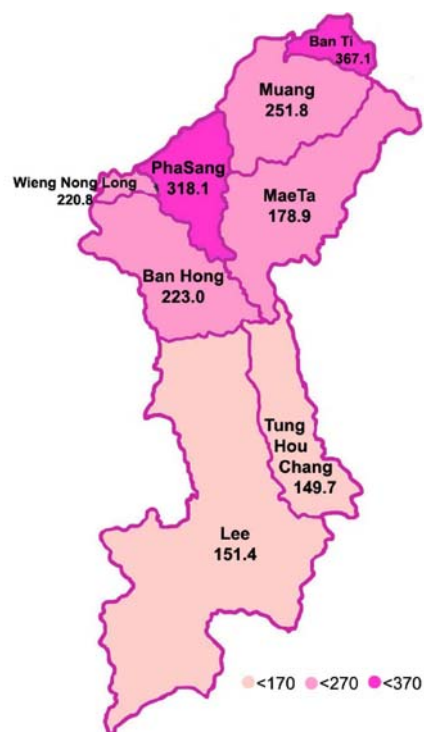 Ban Ti
367.1
Muang
251.8
PhaSang
318.1
Wieng Nong Long
220.8
MaeTa
178.9
Ban Hong
223.0
Tung
Hou
Chang
149.7
Lee
151.4
<170 <270 <370